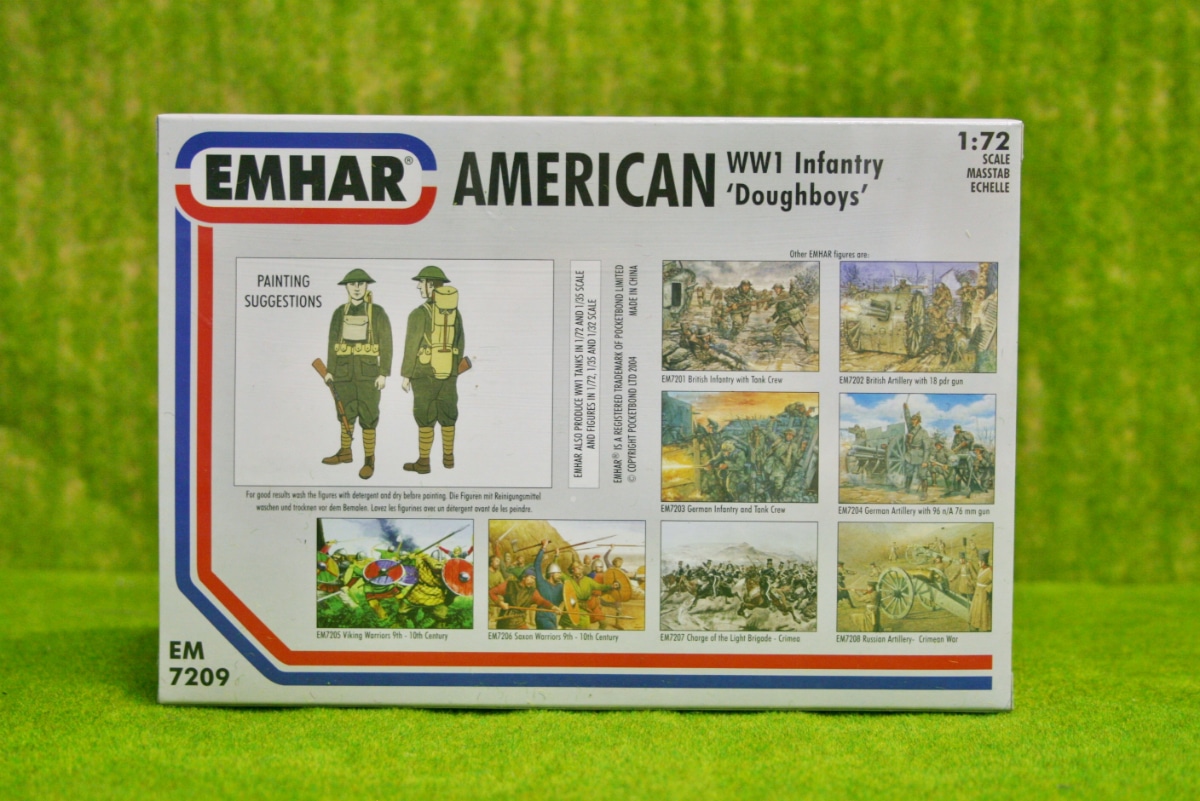 EMHAR®
AMERICAN
WW1 Infantry
'Doughboys'
1:72
SCALE
MASSTAB
ECHELLE
PAINTING
SUGGESTIONS
EMHAR ALSO PRODUCE WW1 TANKS IN 1/72 AND 1/35 SCALE
AND FIGURES IN 1/72, 1/35 AND 1/32 SCALE
EMHAR® IS A REGISTERED TRADEMARK OF POCKETBOND LIMITED
© COPYRIGHT POCKETBOND LTD 2004 MADE IN CHINA
Other EMHAR figures are:
EM7201 British Infantry with Tank Crew
EM7202 British Artillery with 18 pdr gun
EM7203 German Infantry and Tank Crew
EM7204 German Artillery with 96 n/A 76 mm gun
For good results wash the figures with detergent and dry before painting. Die Figuren mit Reinigungsmittel
waschen und trocknen vor dem Bemalen. Lavez les figurines avec un détergent avant de les peindre.
EM7205 Viking Warriors 9th - 10th Century
EM7206 Saxon Warriors 9th - 10th Century
EM7207 Charge of the Light Brigade - Crimea
EM7208 Russian Artillery- Crimean War
EM
7209